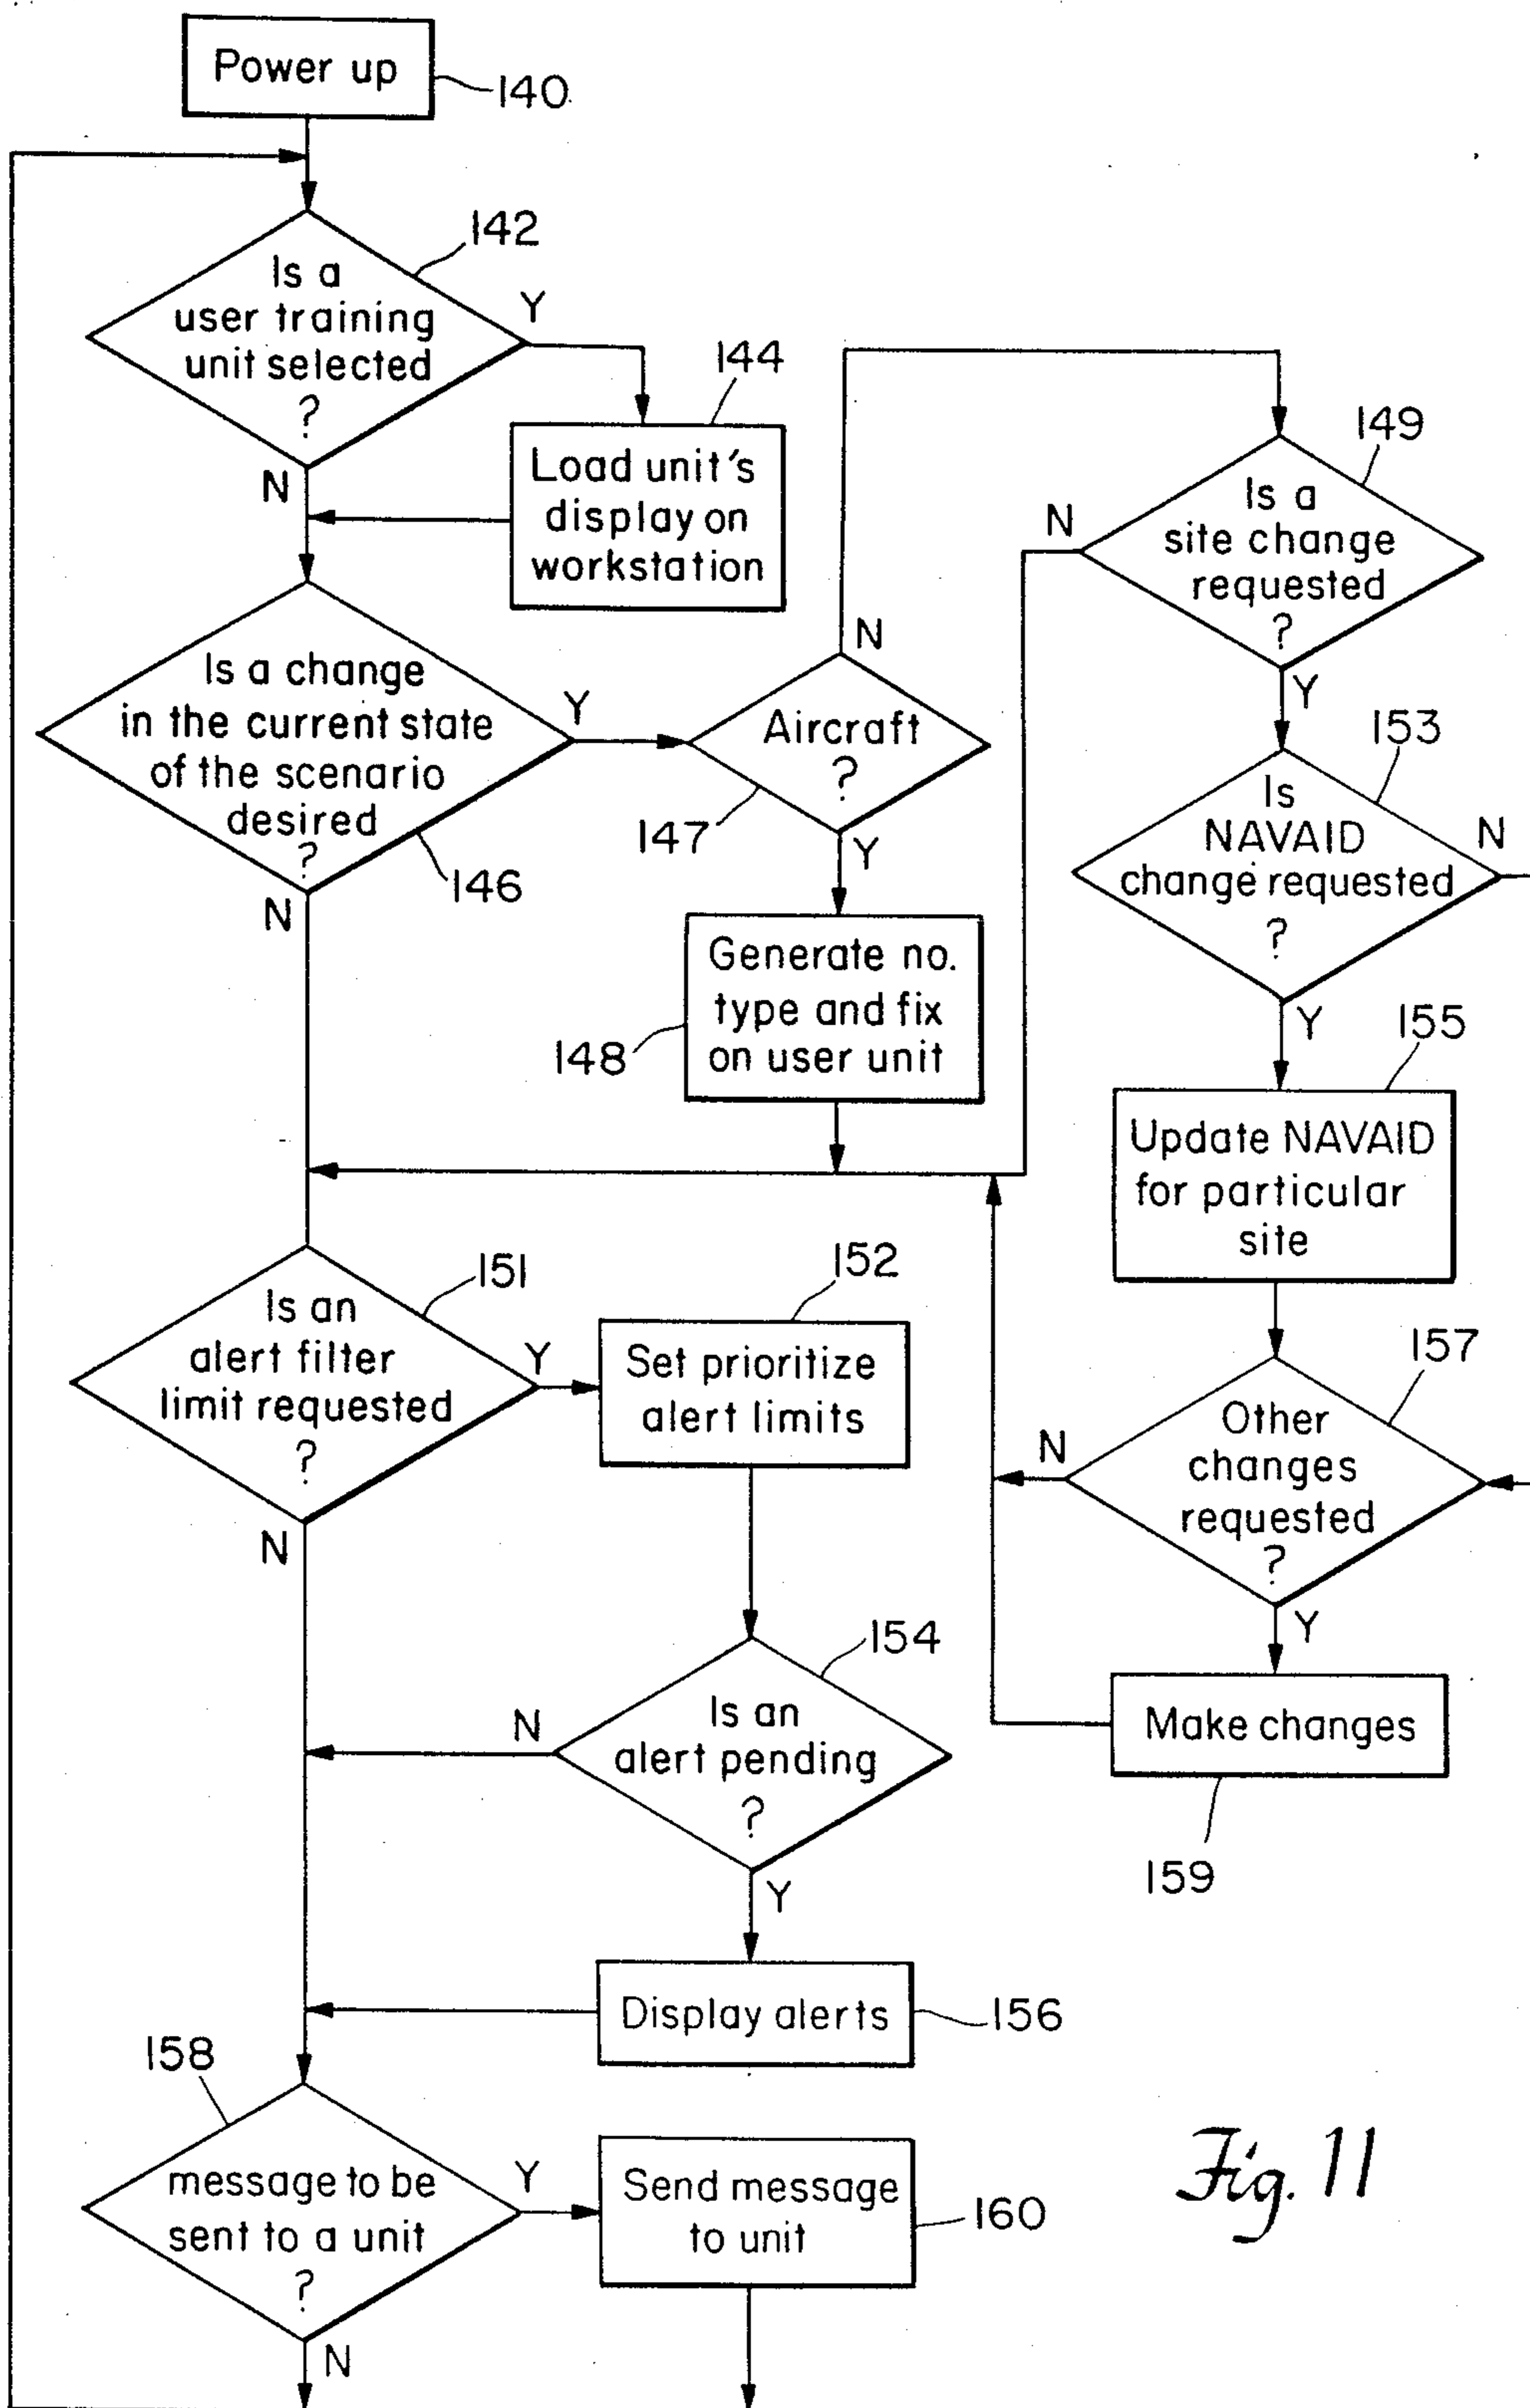 Power up
140
142
Is a
user training
unit selected
?
Y
N
144
Load unit's
display on
workstation
Is a change
in the current state
of the scenario
desired
?
Y
N
146
Aircraft
?
N
147
Y
Generate no.
type and fix
on user unit
148
149
Is a
site change
requested
?
N
Y
153
Is
NAVAID
change requested
?
N
Y
155
Update NAVAID
for particular
site
157
Other
changes
requested
?
N
Y
Make changes
159
151
Is an
alert filter
limit requested
?
Y
N
152
Set prioritize
alert limits
154
Is an
alert pending
?
N
Y
Display alerts
156
158
message to be
sent to a unit
?
Y
N
Send message
to unit
160
Fig. 11